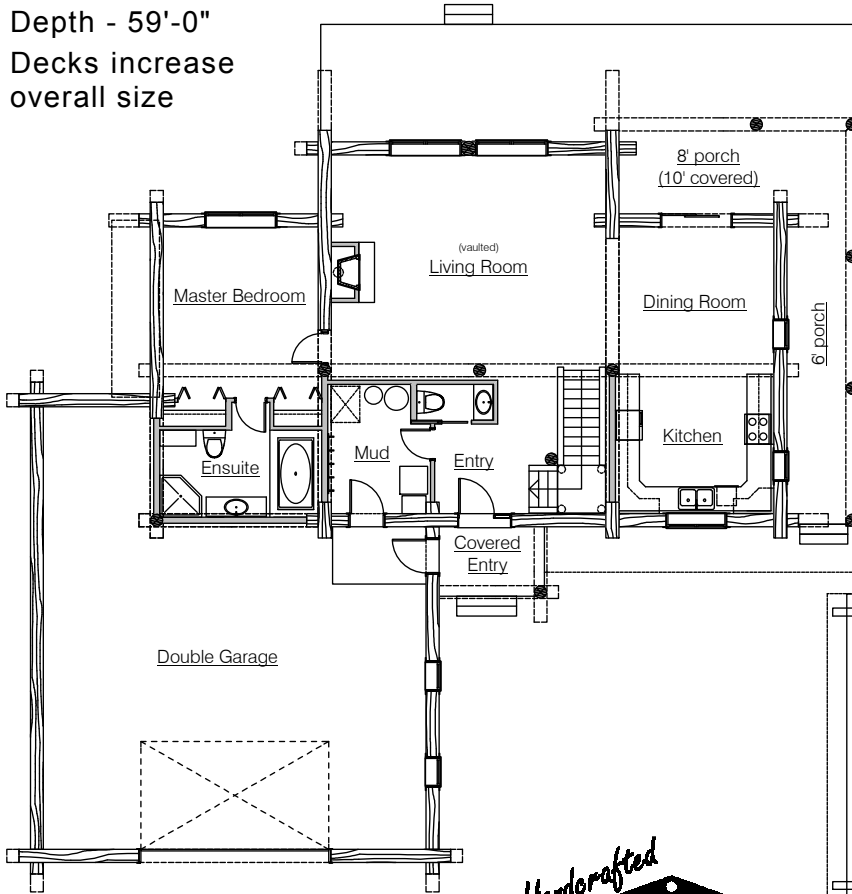 Depth - 59'-0"
Decks increase
overall size
8' porch
(10' covered)
(vaulted)
Living Room
Master Bedroom
Dining Room
6' porch
Kitchen
Mud
Entry
Ensuite
Covered
Entry
Double Garage
Handcrafted